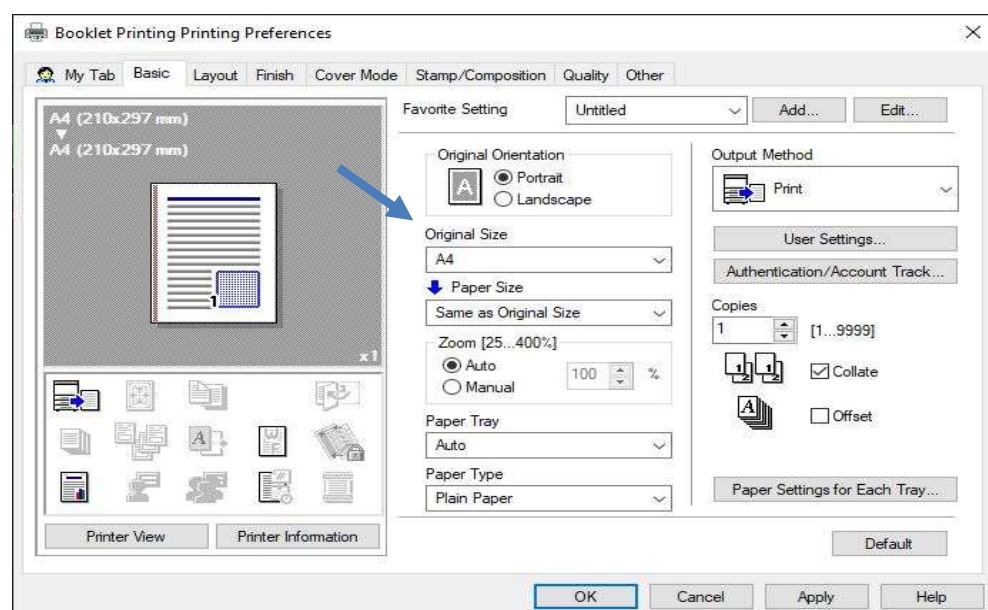 Booklet Printing Printing Preferences
My Tab Basic Layout Finish Cover Mode Stamp/Composition Quality Other
A4 (210x297 mm)
A4 (210x297 mm)
1
x1
Printer View Printer Information
Favorite Setting Untitled Add... Edit...
Original Orientation
A Portrait
Landscape
Original Size
A4
Paper Size
Same as Original Size
Zoom [25...400%]
Auto
Manual
100 %
Paper Tray
Auto
Paper Type
Plain Paper
Output Method
Print
User Settings...
Authentication/Account Track...
Copies
1 [1...9999]
Collate
Offset
Paper Settings for Each Tray...
Default
OK Cancel Apply Help